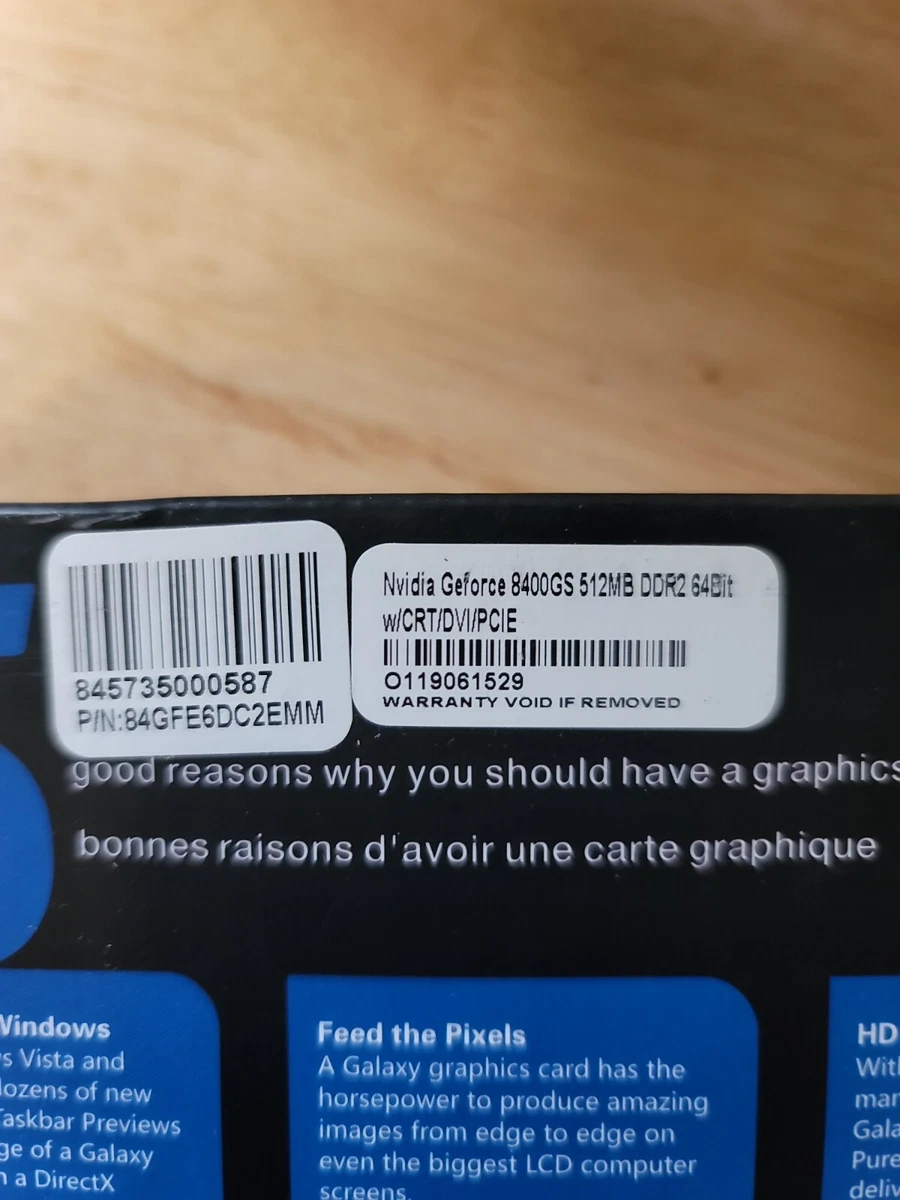 845735000587
P/N:84GFE6DC2EMM
Nvidia Geforce 8400GS 512MB DDR2 64Bit
w/CRT/DVI/PCIE
O119061529
WARRANTY VOID IF REMOVED
good reasons why you should have a graphics
bonnes raisons d'avoir une carte graphique
Windows
Vista and
dozens of new
Taskbar Previews
of a Galaxy
a DirectX
Feed the Pixels
A Galaxy graphics card has the
horsepower to produce amazing
images from edge to edge on
even the biggest LCD computer
screens.
HD